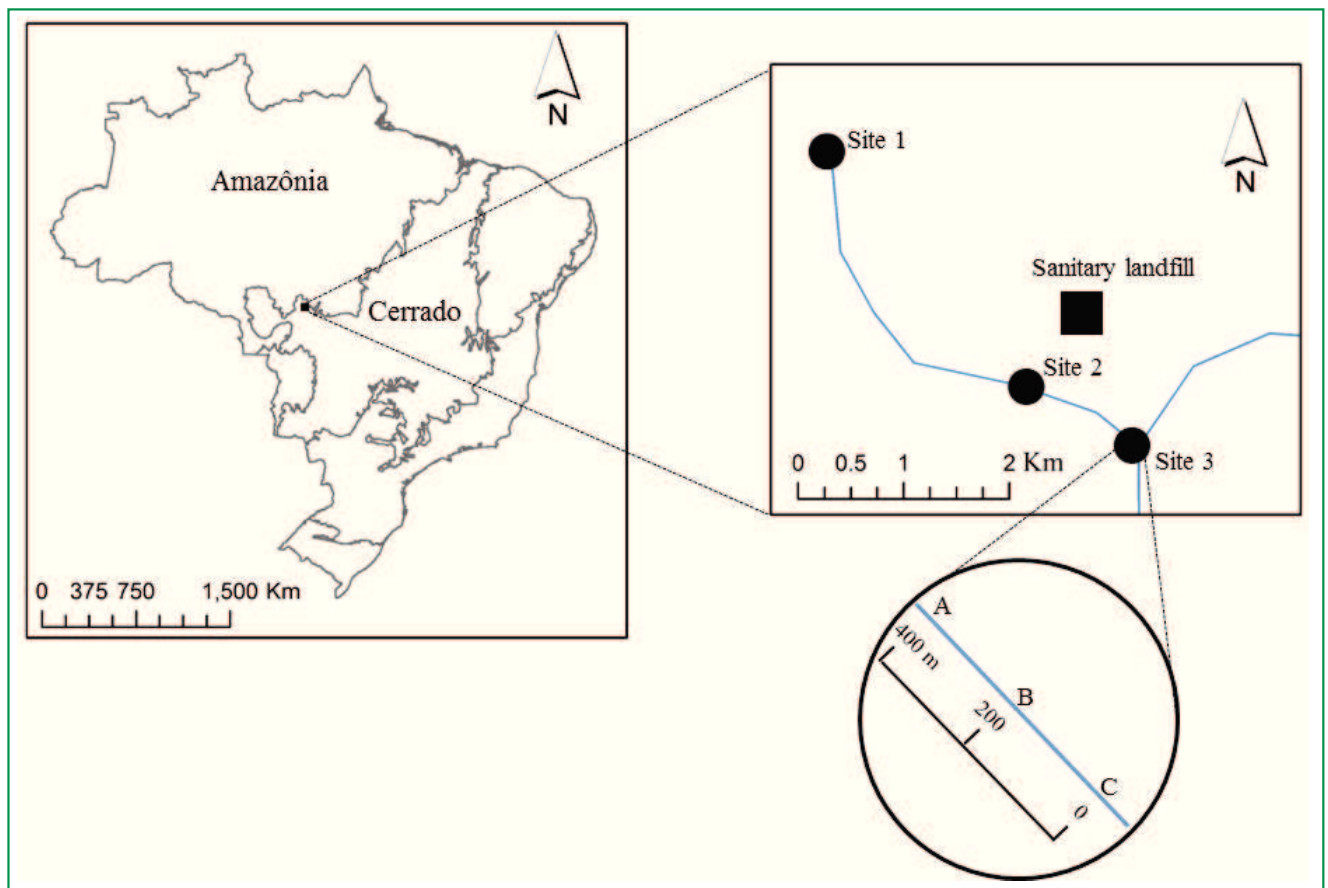 N
Amazônia
Cerrado
0 375 750 1,500 Km
Site 1
N
Sanitary landfill
Site 2
0 0.5 1 2 Km
Site 3
A
400 m
B
200
C
0